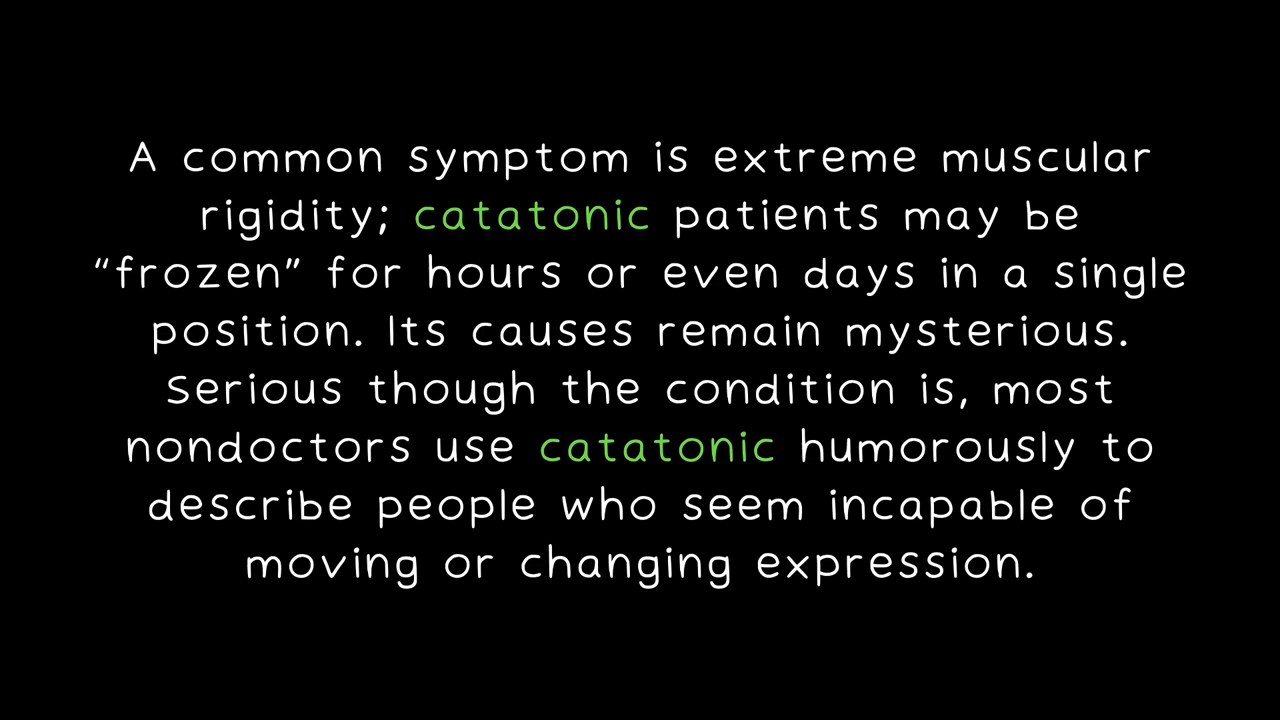 A common symptom is extreme muscular
rigidity; catatonic patients may be
“frozen” for hours or even days in a single
position. Its causes remain mysterious.
Serious though the condition is, most
nondoctors use catatonic humorously to
describe people who seem incapable of
moving or changing expression.